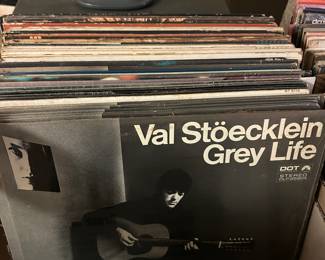 Val Stöecklein
Grey Life
DOT
STEREO